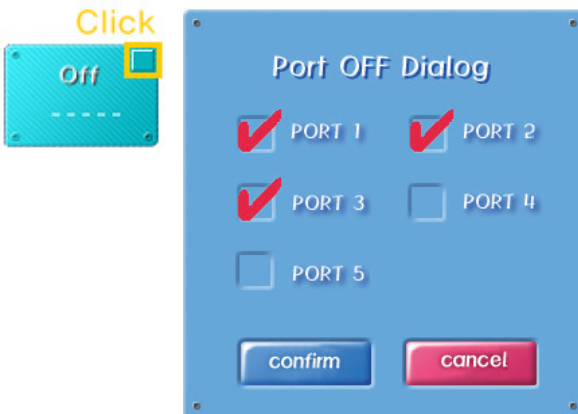 Click
Off
-----
Port OFF Dialog
PORT 1 PORT 2
PORT 3 PORT 4
PORT 5
confirm cancel